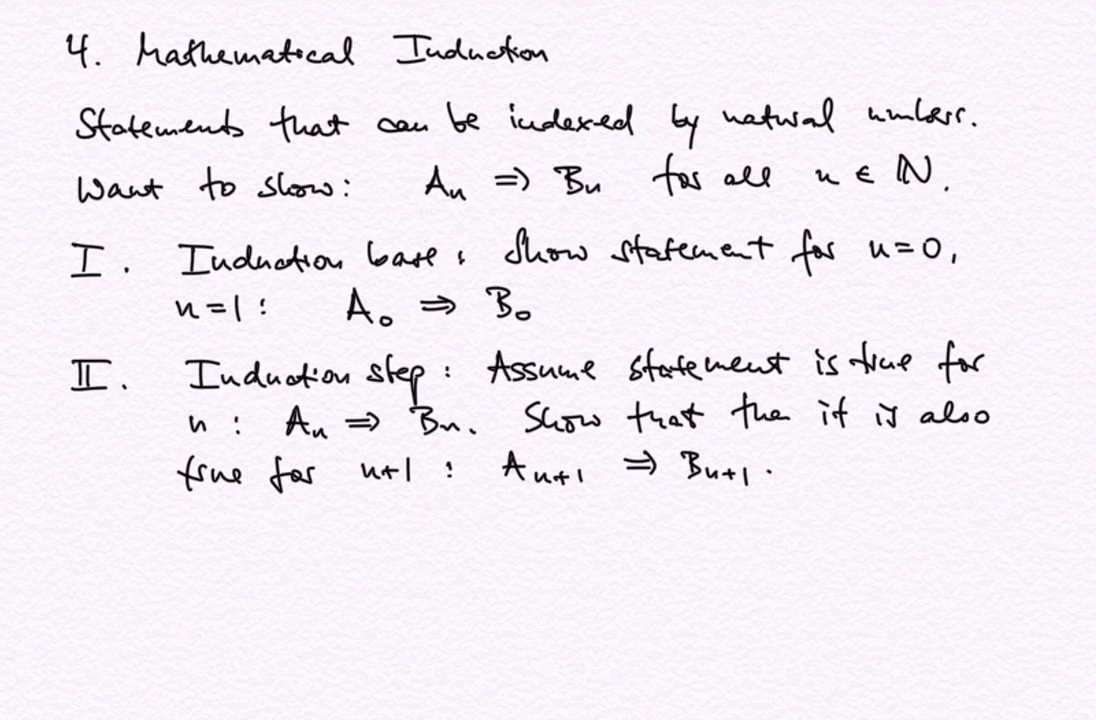 4. Mathematical Induction
Statements that can be indexed by natural numbers.
Want to show: Aₙ ⇒ Bₙ for all n ∈ ℕ.
I. Induction base: Show statement for n=0,
n=1: A₀ ⇒ B₀
II. Induction step: Assume statement is true for
n: Aₙ ⇒ Bₙ. Show that the it is also
true for n+1: Aₙ₊₁ ⇒ Bₙ₊₁.